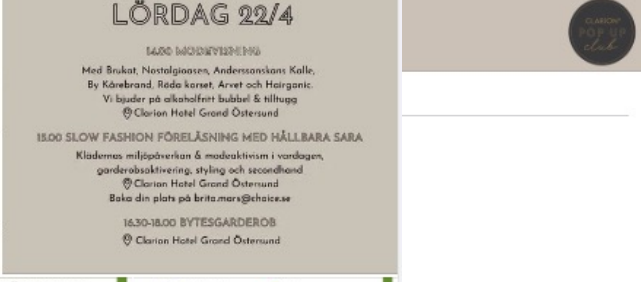 LÖRDAG 22/4
14.00 MODEVISNING
Med Brukat, Nostalgioasen, Anderssonskans Kalle,
By Kårebrand, Röda korset, Arvet och Hairganic.
Vi bjuder på alkoholfritt bubbel & tilltugg
Clarion Hotel Grand Östersund
15.00 SLOW FASHION FÖRELÄSNING MED HÅLLBARA SARA
Klädernas miljöpåverkan & modeaktivism i vardagen,
garderobsaktivering, styling och secondhand
Clarion Hotel Grand Östersund
Boka din plats på brita.mars@choice.se
16.30-18.00 BYTESGARDEROB
Clarion Hotel Grand Östersund
CLARION
POP UP
club